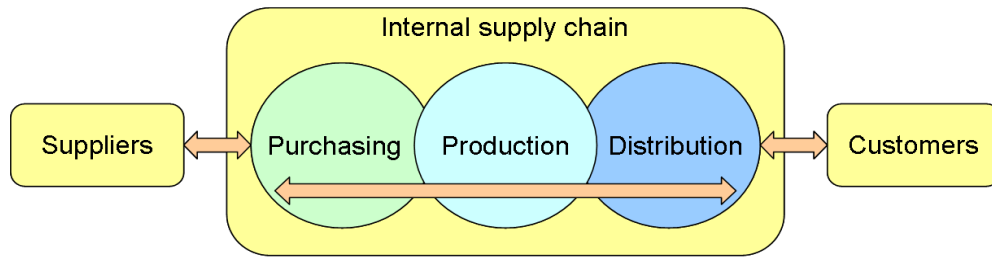 Internal supply chain
Suppliers
Purchasing
Production
Distribution
Customers